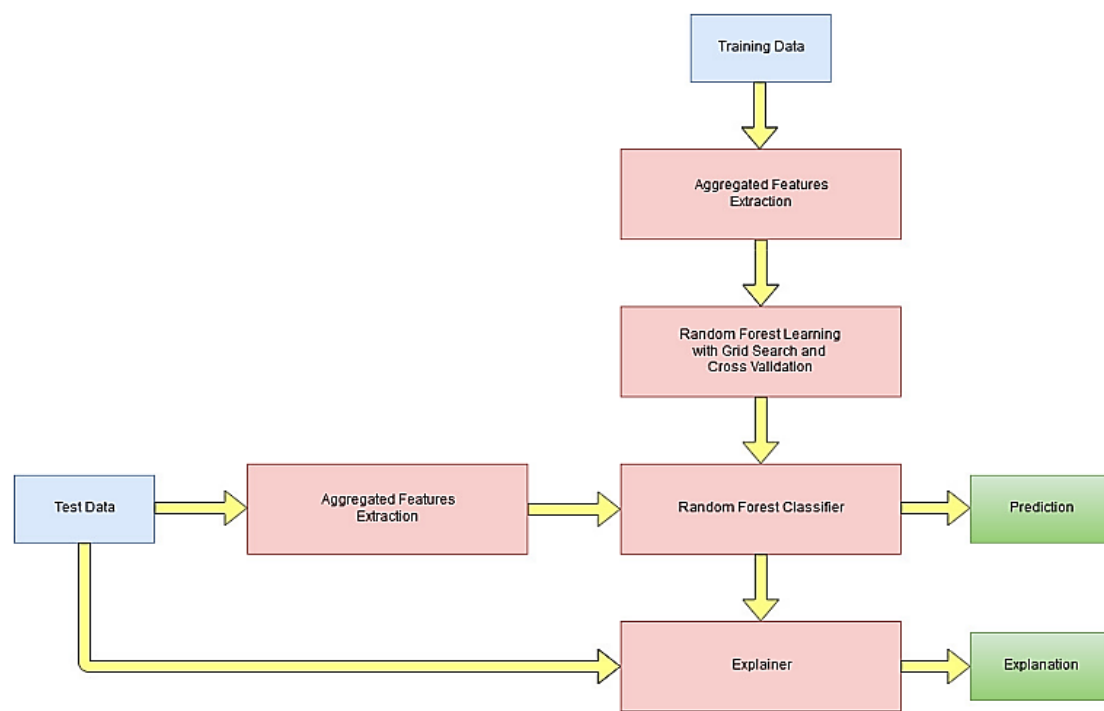 Training Data
Aggregated Features
Extraction
Random Forest Learning
with Grid Search and
Cross Validation
Test Data
Aggregated Features
Extraction
Random Forest Classifier
Prediction
Explainer
Explanation